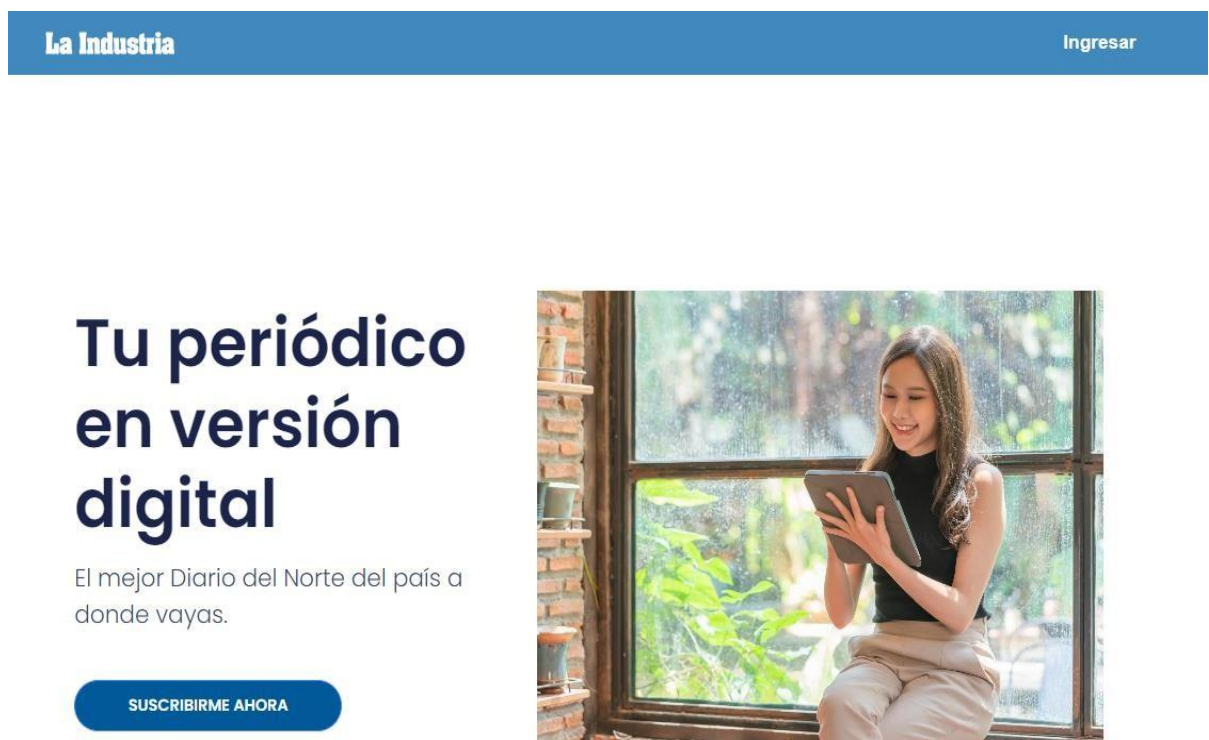 La Industria
Ingresar
Tu periódico
en versión
digital
El mejor Diario del Norte del país a
donde vayas.
SUSCRIBIRME AHORA